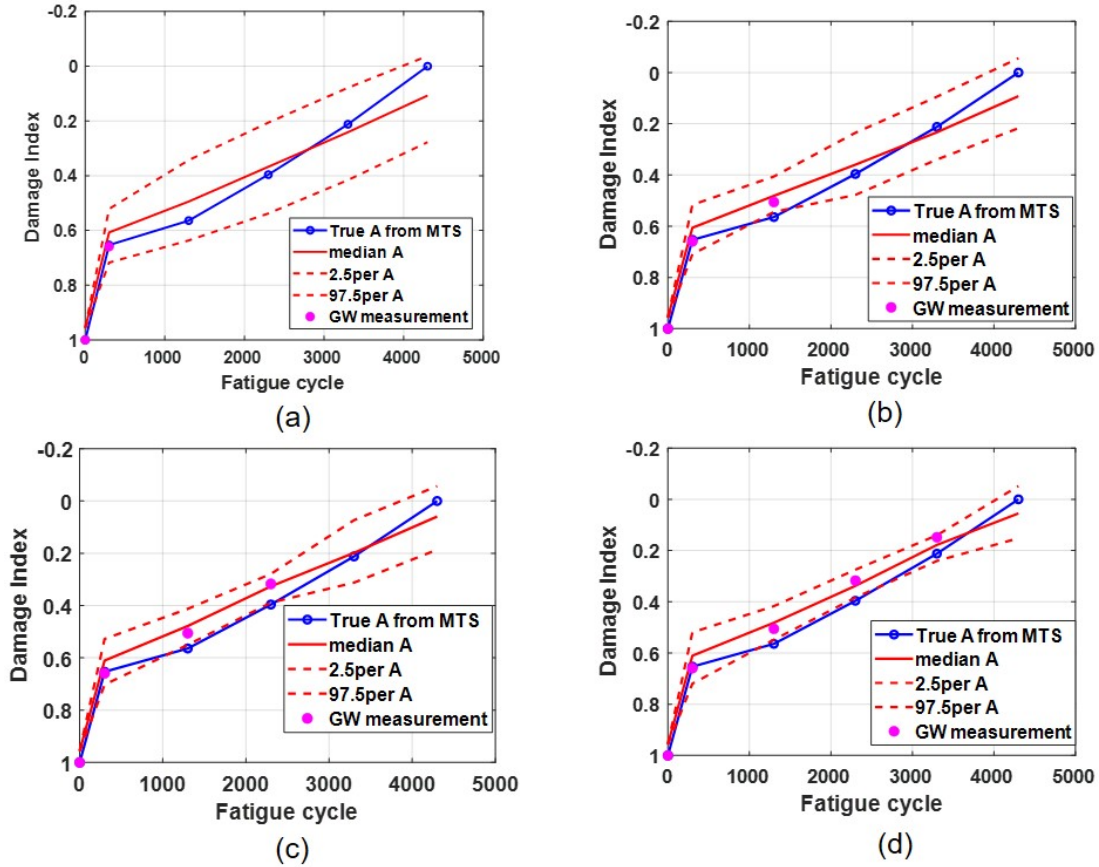 -0.2
0
0.2
0.4
0.6
0.8
1
Damage Index
True A from MTS
median A
2.5per A
97.5per A
GW measurement
0 1000 2000 3000 4000 5000
Fatigue cycle
(a)
-0.2
0
0.2
0.4
0.6
0.8
1
Damage Index
True A from MTS
median A
2.5per A
97.5per A
GW measurement
0 1000 2000 3000 4000 5000
Fatigue cycle
(b)
-0.2
0
0.2
0.4
0.6
0.8
1
Damage Index
True A from MTS
median A
2.5per A
97.5per A
GW measurement
0 1000 2000 3000 4000 5000
Fatigue cycle
(c)
-0.2
0
0.2
0.4
0.6
0.8
1
Damage Index
True A from MTS
median A
2.5per A
97.5per A
GW measurement
0 1000 2000 3000 4000 5000
Fatigue cycle
(d)